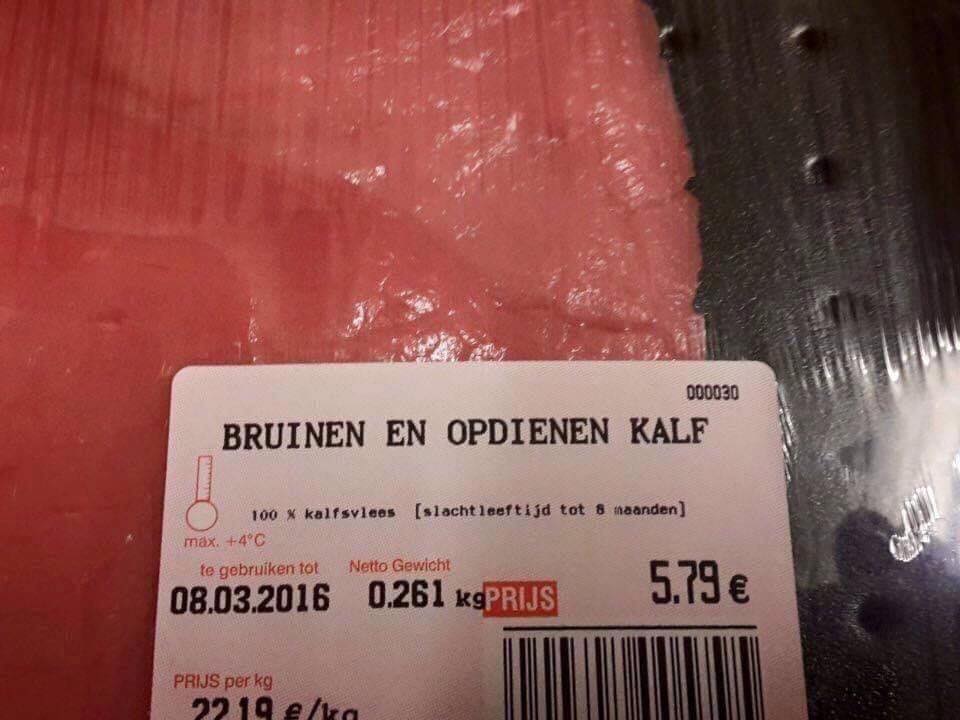 000030
BRUINEN EN OPDIENEN KALF
100 % kalfsvlees [slachtleeftijd tot 8 maanden]
max. +4°C
te gebruiken tot Netto Gewicht
08.03.2016 0.261 kg PRIJS 5.79 €
PRIJS per kg
22.19 €/kg